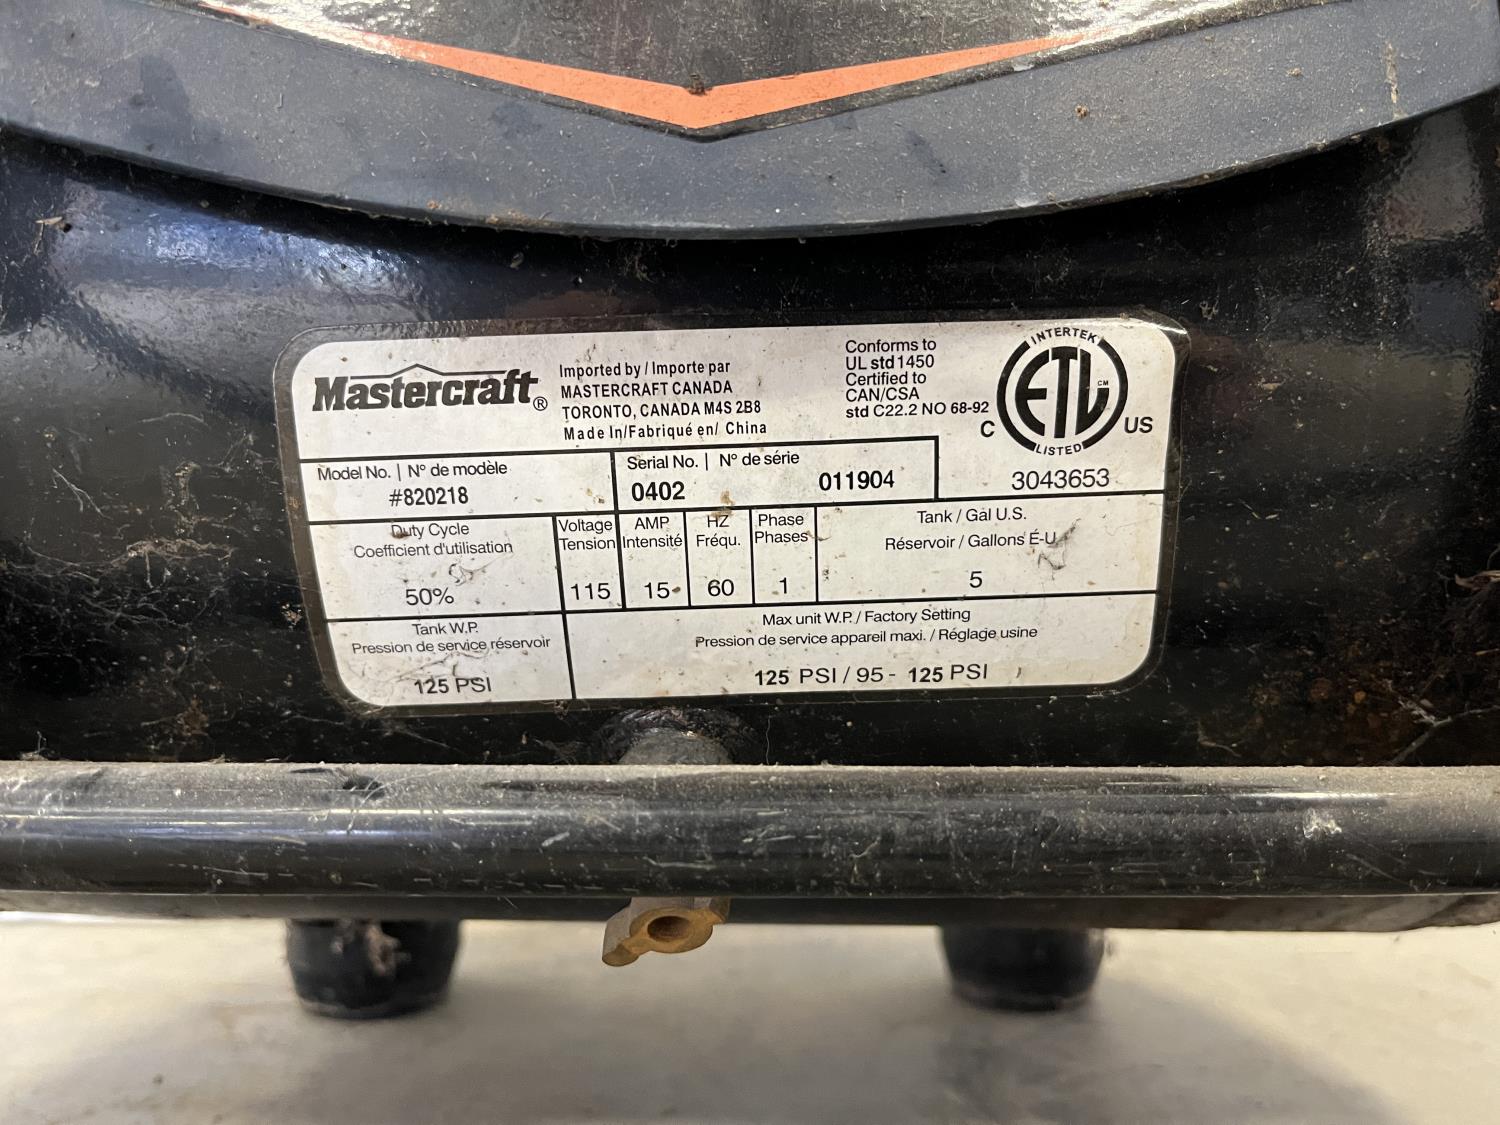 Mastercraft®
Imported by / Importe par
MASTERCRAFT CANADA
TORONTO, CANADA M4S 2B8
Made In/Fabriqué en/ China
Conforms to
UL std 1450
Certified to
CAN/CSA
std C22.2 NO 68-92
INTERTEK
ETL CM
LISTED
C US
3043653
Model No. | N° de modèle
#820218
Serial No. | N° de série
0402 011904
Duty Cycle
Coefficient d'utilisation
50%
Voltage
Tension
115
AMP
Intensité
15
HZ
Fréqu.
60
Phase
Phases
1
Tank / Gal U.S.
Réservoir / Gallons É-U
5
Tank W.P.
Pression de service réservoir
125 PSI
Max unit W.P. / Factory Setting
Pression de service appareil maxi. / Réglage usine
125 PSI / 95 - 125 PSI